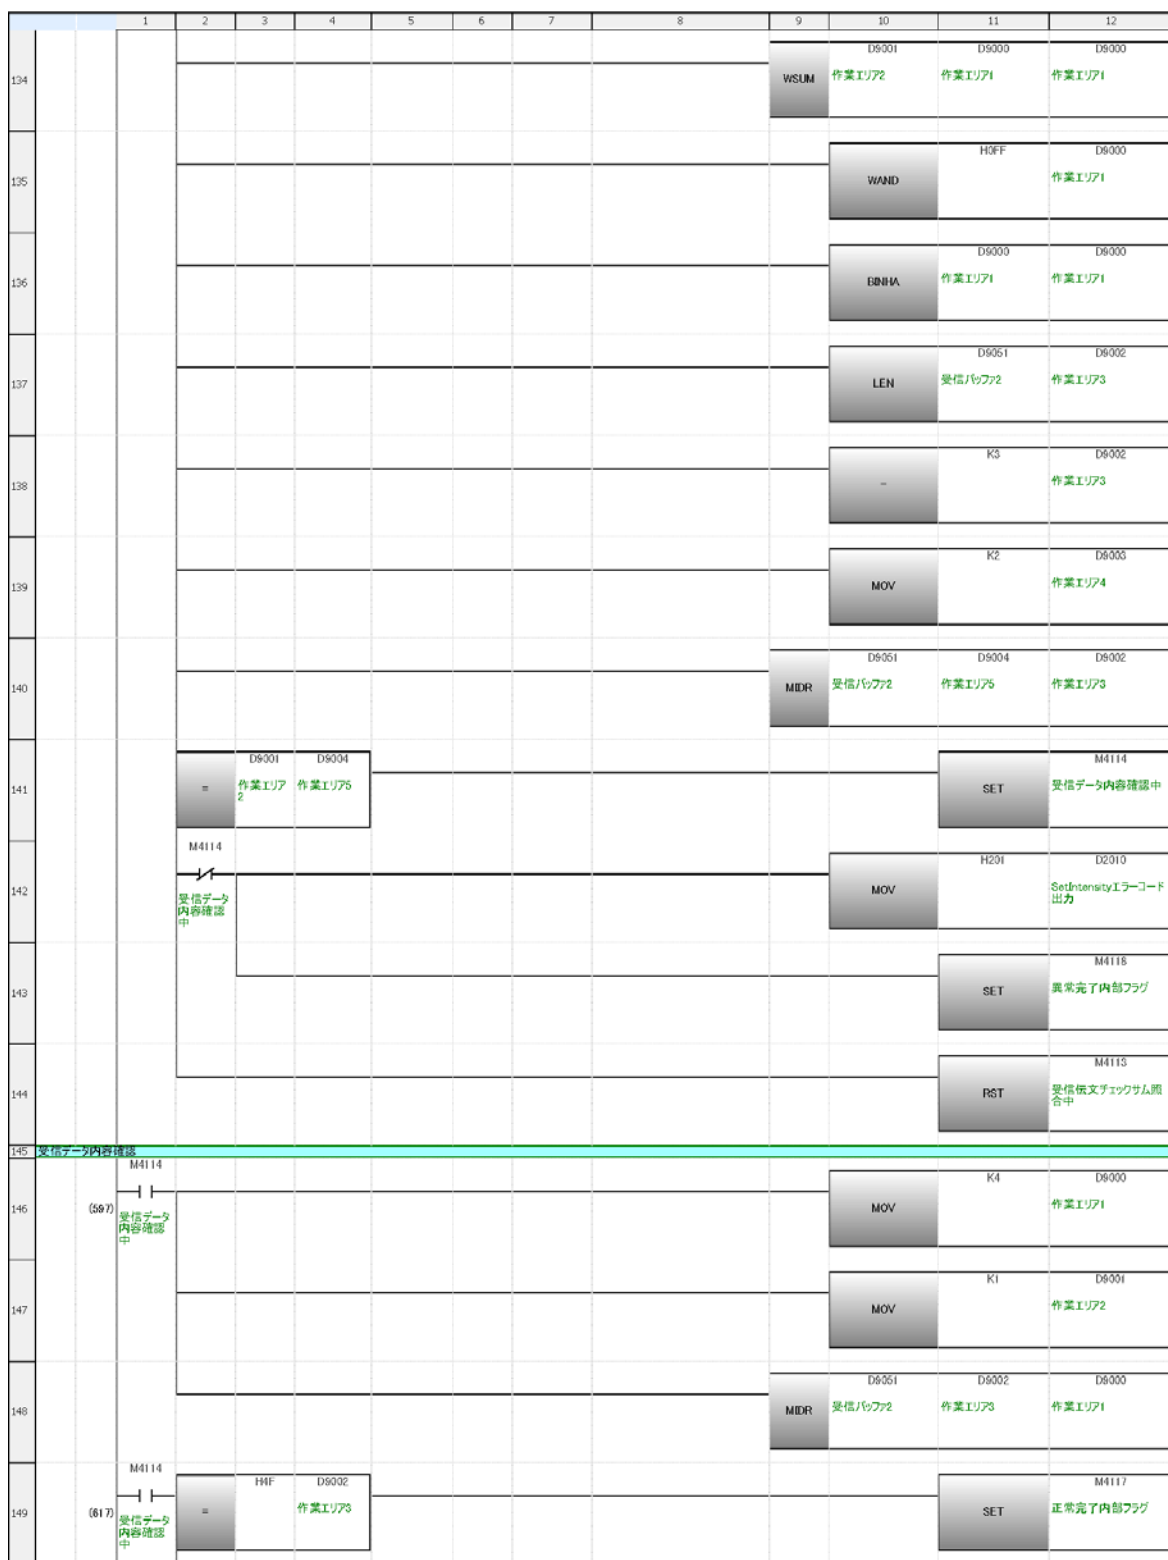 1 2 3 4 5 6 7 8 9 10 11 12
134
WSUM
D9001 D9000 D9000
作業エリア2 作業エリア1 作業エリア1
135
WAND
H0FF D9000
作業エリア1
136
BINHA
D9000 D9000
作業エリア1 作業エリア1
137
LEN
D9051 D9002
受信バッファ2 作業エリア3
138
-
K3 D9002
作業エリア3
139
MOV
K2 D9003
作業エリア4
140
MIDR
D9051 D9004 D9002
受信バッファ2 作業エリア5 作業エリア3
141
=
D9001 D9004
作業エリア
2
作業エリア5
SET
M4114
受信データ内容確認中
142
M4114
受信データ
内容確認
中
MOV
H201 D2010
SetIntensityエラーコード
出力
143
SET
M4118
異常完了内部フラグ
144
RST
M4113
受信伝文チェックサム照
合中
145 受信データ内容確認
146
(597)
M4114
受信データ
内容確認
中
MOV
K4 D9000
作業エリア1
147
MOV
K1 D9001
作業エリア2
148
MIDR
D9051 D9002 D9000
受信バッファ2 作業エリア3 作業エリア1
149
(617)
M4114
受信データ
内容確認
中
=
H4F D9002
作業エリア3
SET
M4117
正常完了内部フラグ